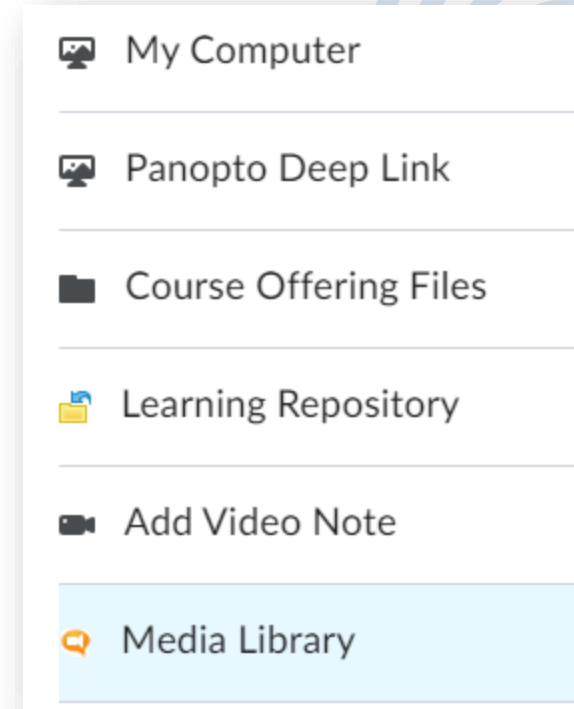 My Computer
Panopto Deep Link
Course Offering Files
Learning Repository
Add Video Note
Media Library